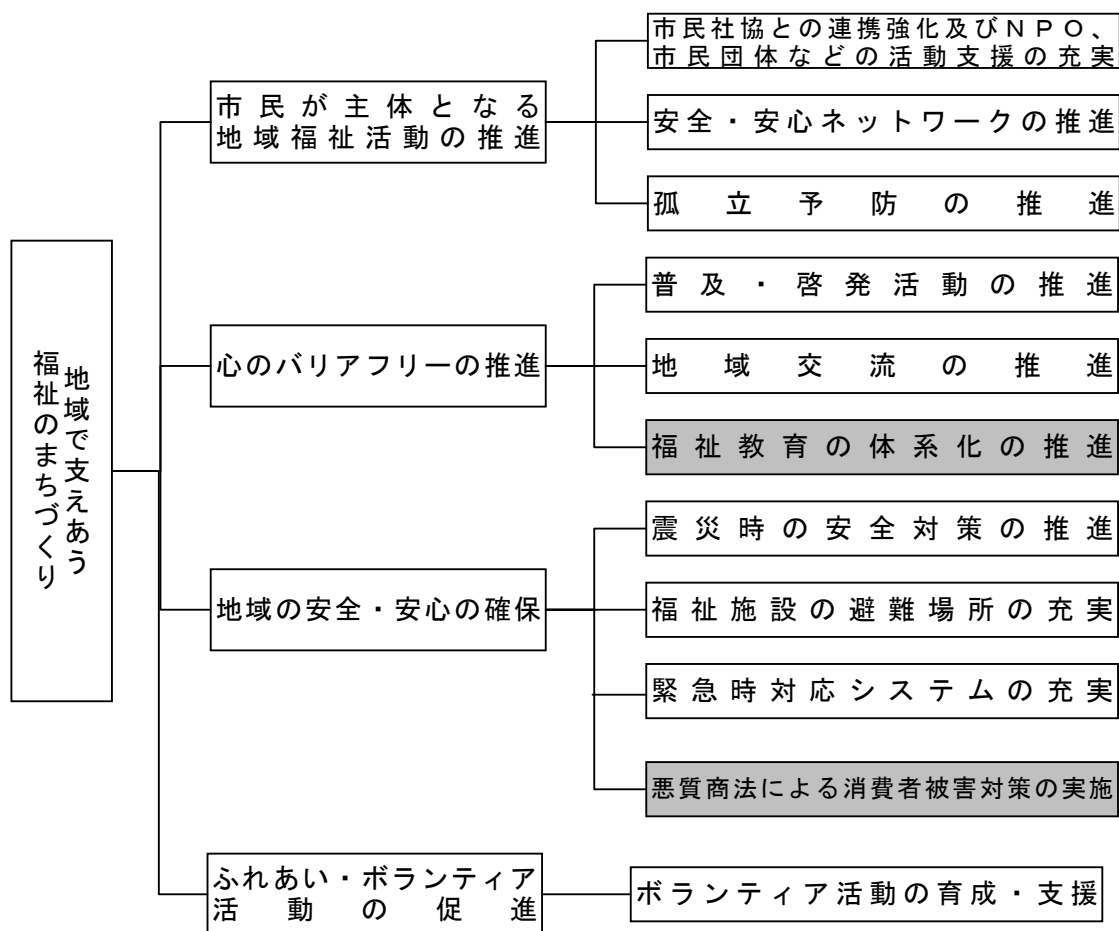 地域で支えあう
福祉のまちづくり
市民が主体となる
地域福祉活動の推進
市民社協との連携強化及びNPO、
市民団体などの活動支援の充実
安全・安心ネットワークの推進
孤立予防の推進
心のバリアフリーの推進
普及・啓発活動の推進
地域交流の推進
福祉教育の体系化の推進
地域の安全・安心の確保
震災時の安全対策の推進
福祉施設の避難場所の充実
緊急時対応システムの充実
悪質商法による消費者被害対策の実施
ふれあい・ボランティア
活動の促進
ボランティア活動の育成・支援